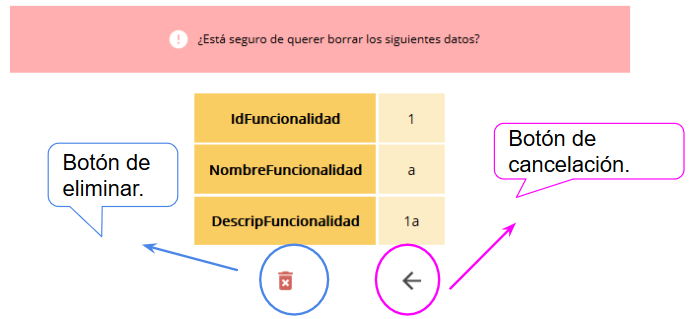 ¿Está seguro de querer borrar los siguientes datos?
IdFuncionalidad 1
NombreFuncionalidad a
DescripFuncionalidad 1a
Botón de
eliminar.
Botón de
cancelación.